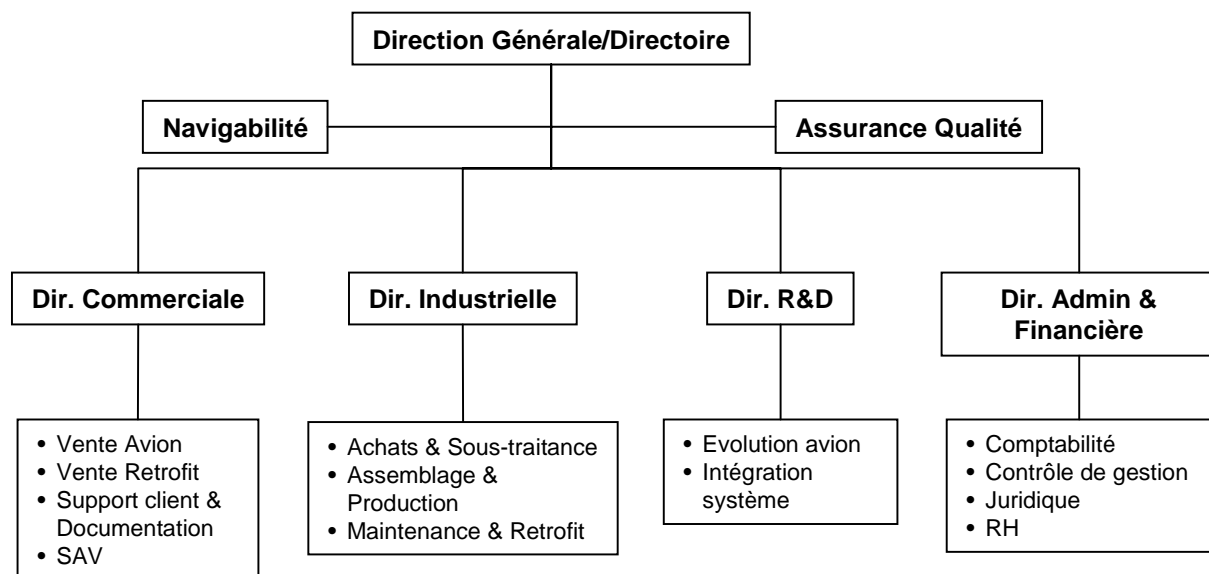 Direction Générale/Directoire
Navigabilité
Assurance Qualité
Dir. Commerciale
Dir. Industrielle
Dir. R&D
Dir. Admin &
Financière
• Vente Avion
• Vente Retrofit
• Support client &
Documentation
• SAV
• Achats & Sous-traitance
• Assemblage &
Production
• Maintenance & Retrofit
• Evolution avion
• Intégration
système
• Comptabilité
• Contrôle de gestion
• Juridique
• RH